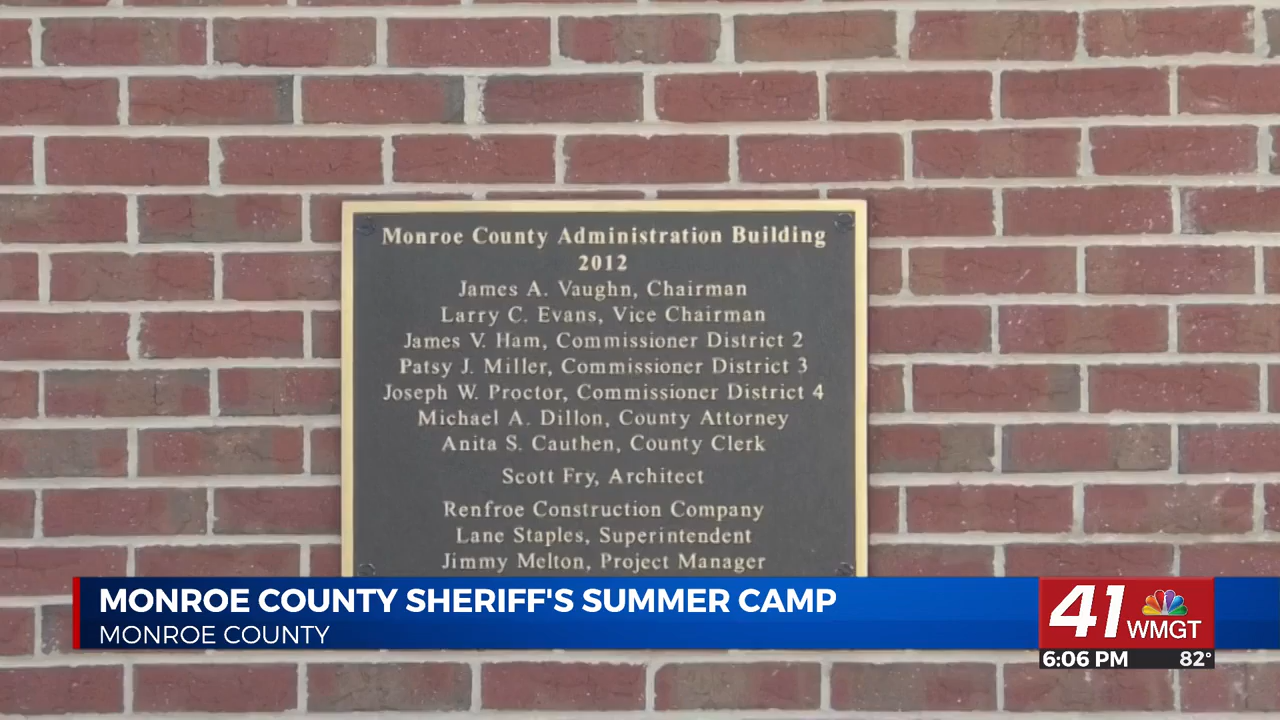 Monroe County Administration Building
2012
James A. Vaughn, Chairman
Larry C. Evans, Vice Chairman
James V. Ham, Commissioner District 2
Patsy J. Miller, Commissioner District 3
Joseph W. Proctor, Commissioner District 4
Michael A. Dillon, County Attorney
Anita S. Cauthen, County Clerk
Scott Fry, Architect
Renfroe Construction Company
Lane Staples, Superintendent
Jimmy Melton, Project Manager
MONROE COUNTY SHERIFF'S SUMMER CAMP
MONROE COUNTY
41 WMGT
6:06 PM 82°